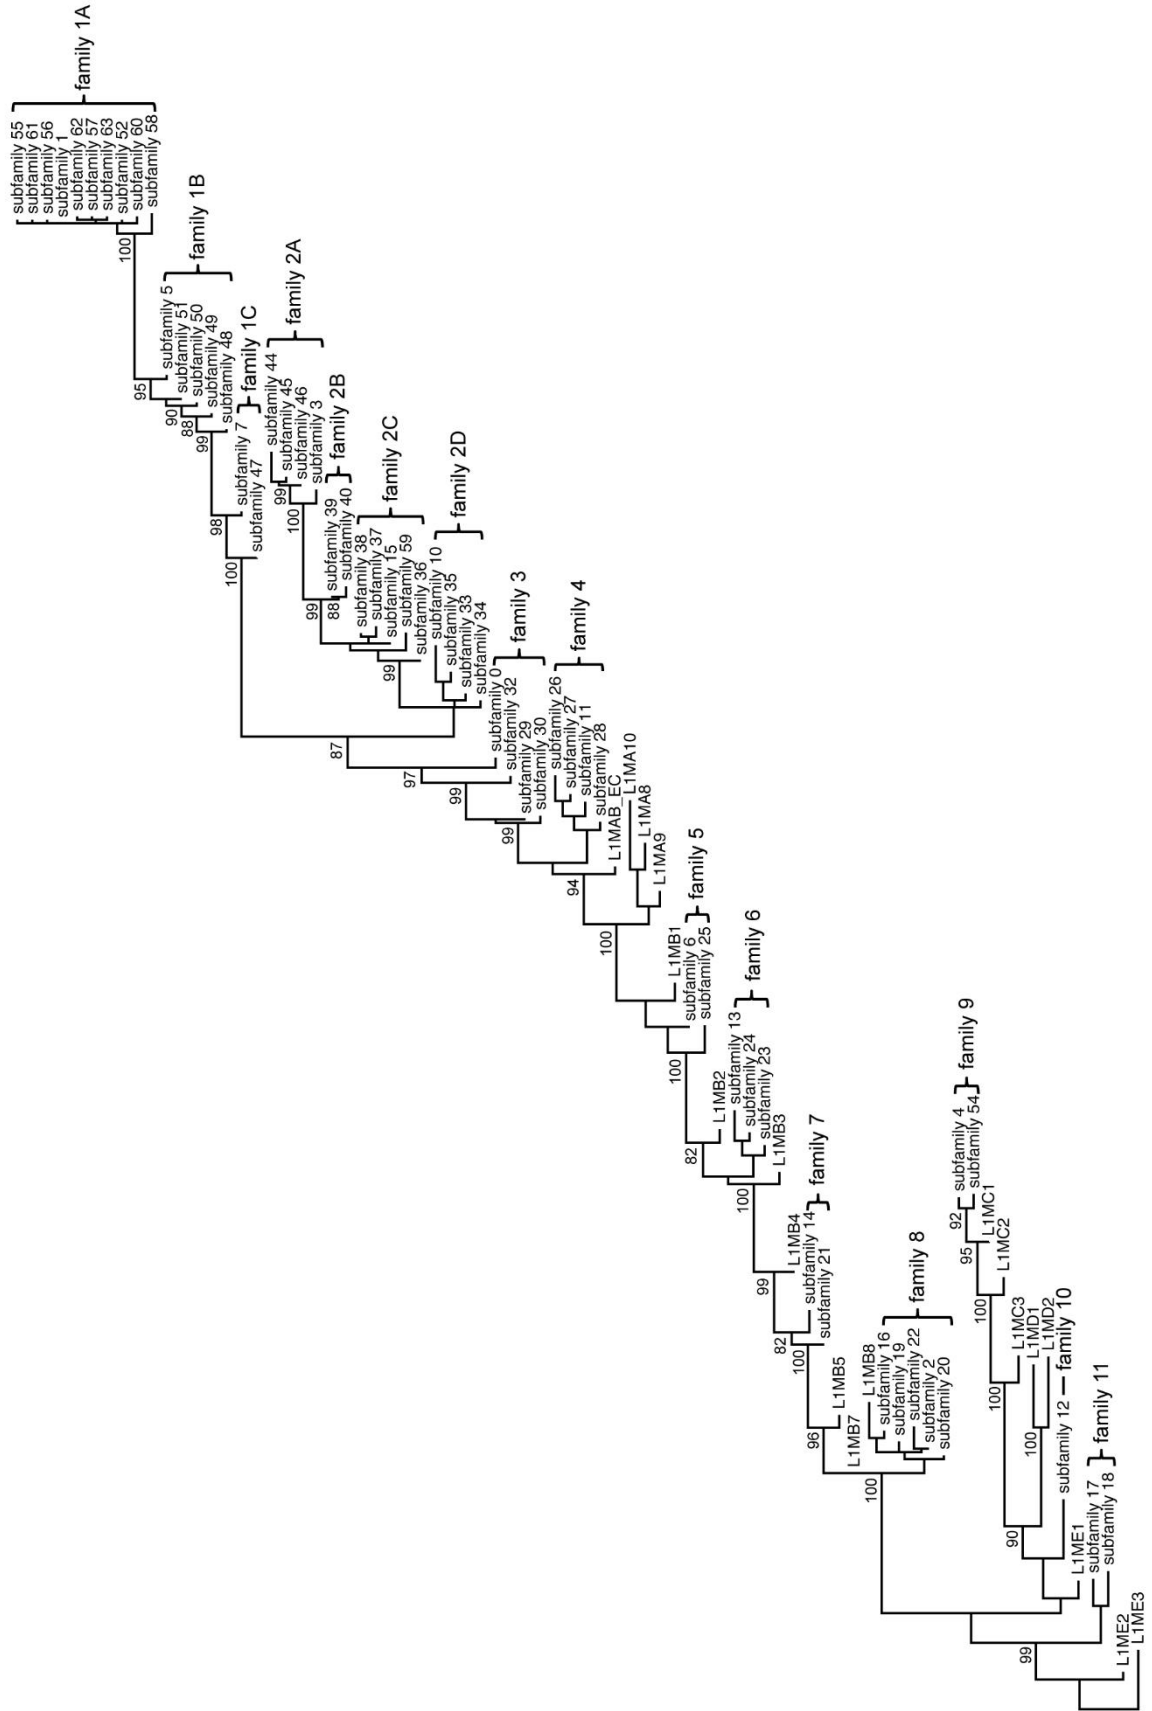 subfamily 55
subfamily 61
subfamily 56
subfamily 1
subfamily 62
subfamily 57
subfamily 63
subfamily 52
subfamily 60
subfamily 58
family 1A
100
subfamily 5
subfamily 51
subfamily 50
subfamily 49
subfamily 48
family 1B
95
90
88
99
subfamily 7
subfamily 47
family 1C
98
100
subfamily 44
subfamily 45
subfamily 46
subfamily 3
family 2A
99
100
subfamily 39
subfamily 40
family 2B
99
88
subfamily 38
subfamily 37
subfamily 15
subfamily 59
subfamily 36
family 2C
99
subfamily 10
subfamily 35
subfamily 33
subfamily 34
family 2D
87
subfamily 0
subfamily 32
subfamily 29
subfamily 30
family 3
97
99
99
subfamily 26
subfamily 27
subfamily 11
subfamily 28
family 4
L1MAB_EC
94
L1MA10
L1MA8
L1MA9
100
L1MB1
subfamily 6
subfamily 25
family 5
100
L1MB2
82
subfamily 13
subfamily 24
subfamily 23
family 6
L1MB3
100
L1MB4
99
subfamily 14
subfamily 21
family 7
82
100
L1MB5
96
L1MB7
100
L1MB8
subfamily 16
subfamily 19
subfamily 22
subfamily 2
subfamily 20
family 8
subfamily 4
subfamily 54
family 9
92
L1MC1
95
L1MC2
100
L1MC3
100
L1MD1
L1MD2
100
90
subfamily 12
family 10
L1ME1
subfamily 17
subfamily 18
family 11
99
L1ME2
L1ME3